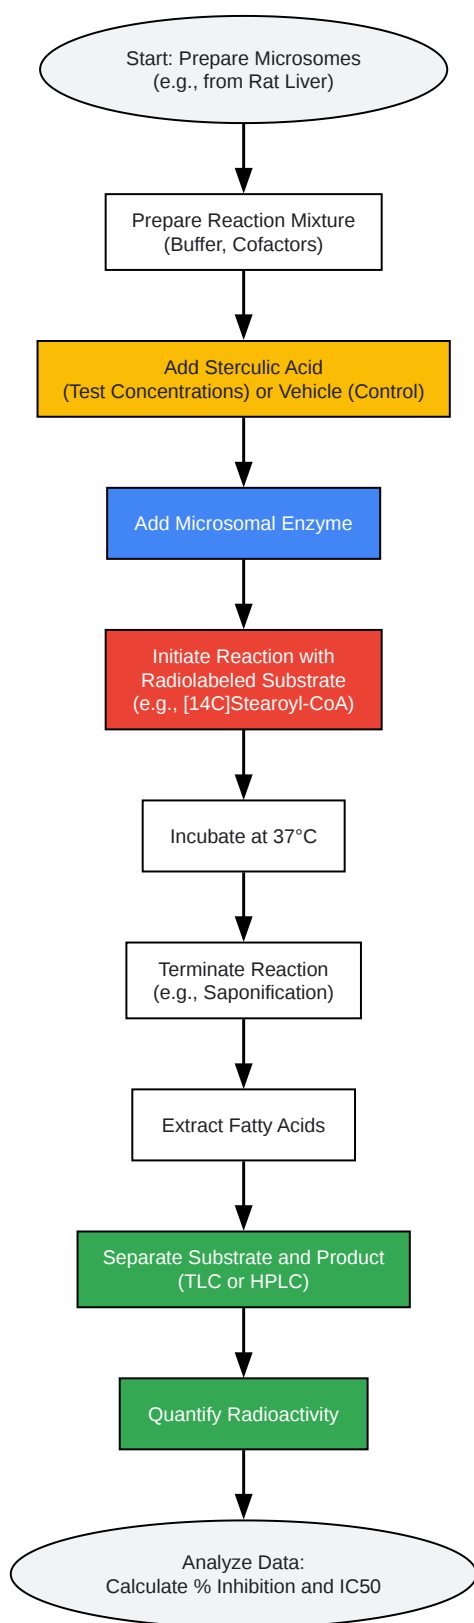 Start: Prepare Microsomes
(e.g., from Rat Liver)
Prepare Reaction Mixture
(Buffer, Cofactors)
Add Sterculic Acid
(Test Concentrations) or Vehicle (Control)
Add Microsomal Enzyme
Initiate Reaction with
Radiolabeled Substrate
(e.g., [14C]Stearoyl-CoA)
Incubate at 37°C
Terminate Reaction
(e.g., Saponification)
Extract Fatty Acids
Separate Substrate and Product
(TLC or HPLC)
Quantify Radioactivity
Analyze Data:
Calculate % Inhibition and IC50